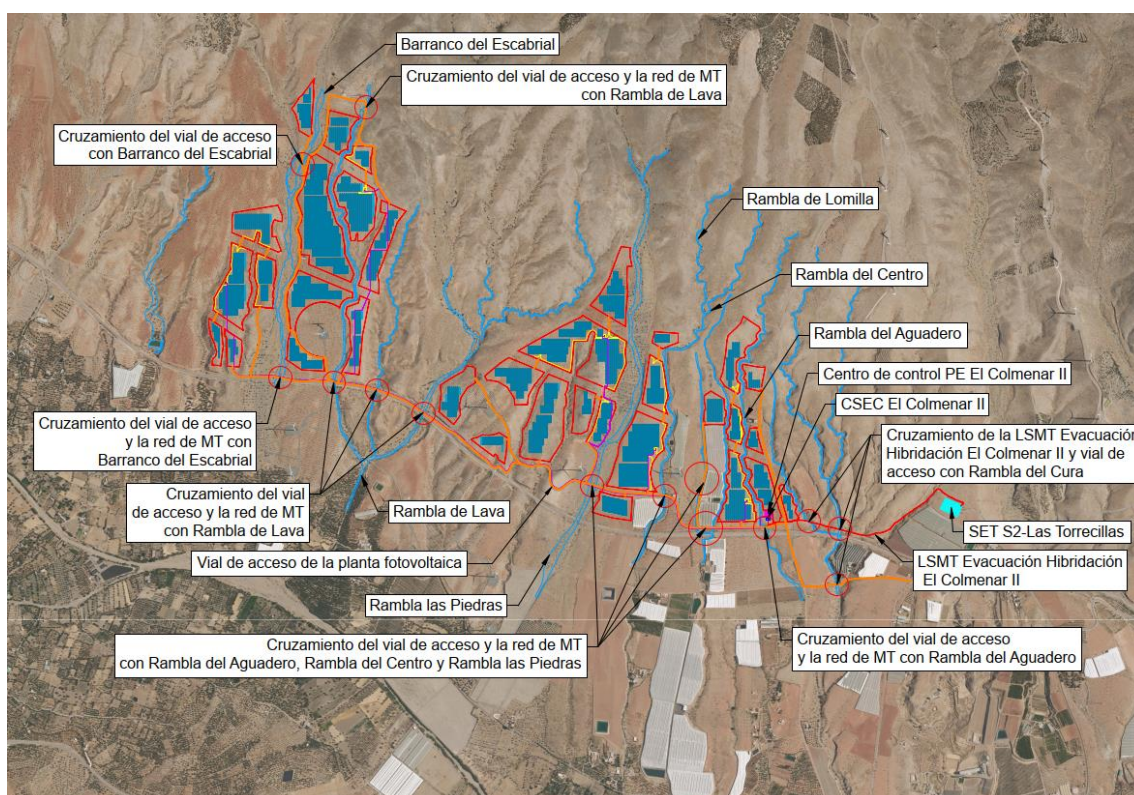 Barranco del Escabrial
Cruzamiento del vial de acceso y la red de MT
con Rambla de Lava
Cruzamiento del vial de acceso
con Barranco del Escabrial
Rambla de Lomilla
Rambla del Centro
Rambla del Aguadero
Centro de control PE El Colmenar II
CSEC El Colmenar II
Cruzamiento de la LSMT Evacuación
Hibridación El Colmenar II y vial de
acceso con Rambla del Cura
Cruzamiento del vial de acceso
y la red de MT con
Barranco del Escabrial
Cruzamiento del vial
de acceso y la red de MT
con Rambla de Lava
Rambla de Lava
SET S2-Las Torrecillas
Vial de acceso de la planta fotovoltaica
LSMT Evacuación Hibridación
El Colmenar II
Rambla las Piedras
Cruzamiento del vial de acceso y la red de MT
con Rambla del Aguadero, Rambla del Centro y Rambla las Piedras
Cruzamiento del vial de acceso
y la red de MT con Rambla del Aguadero